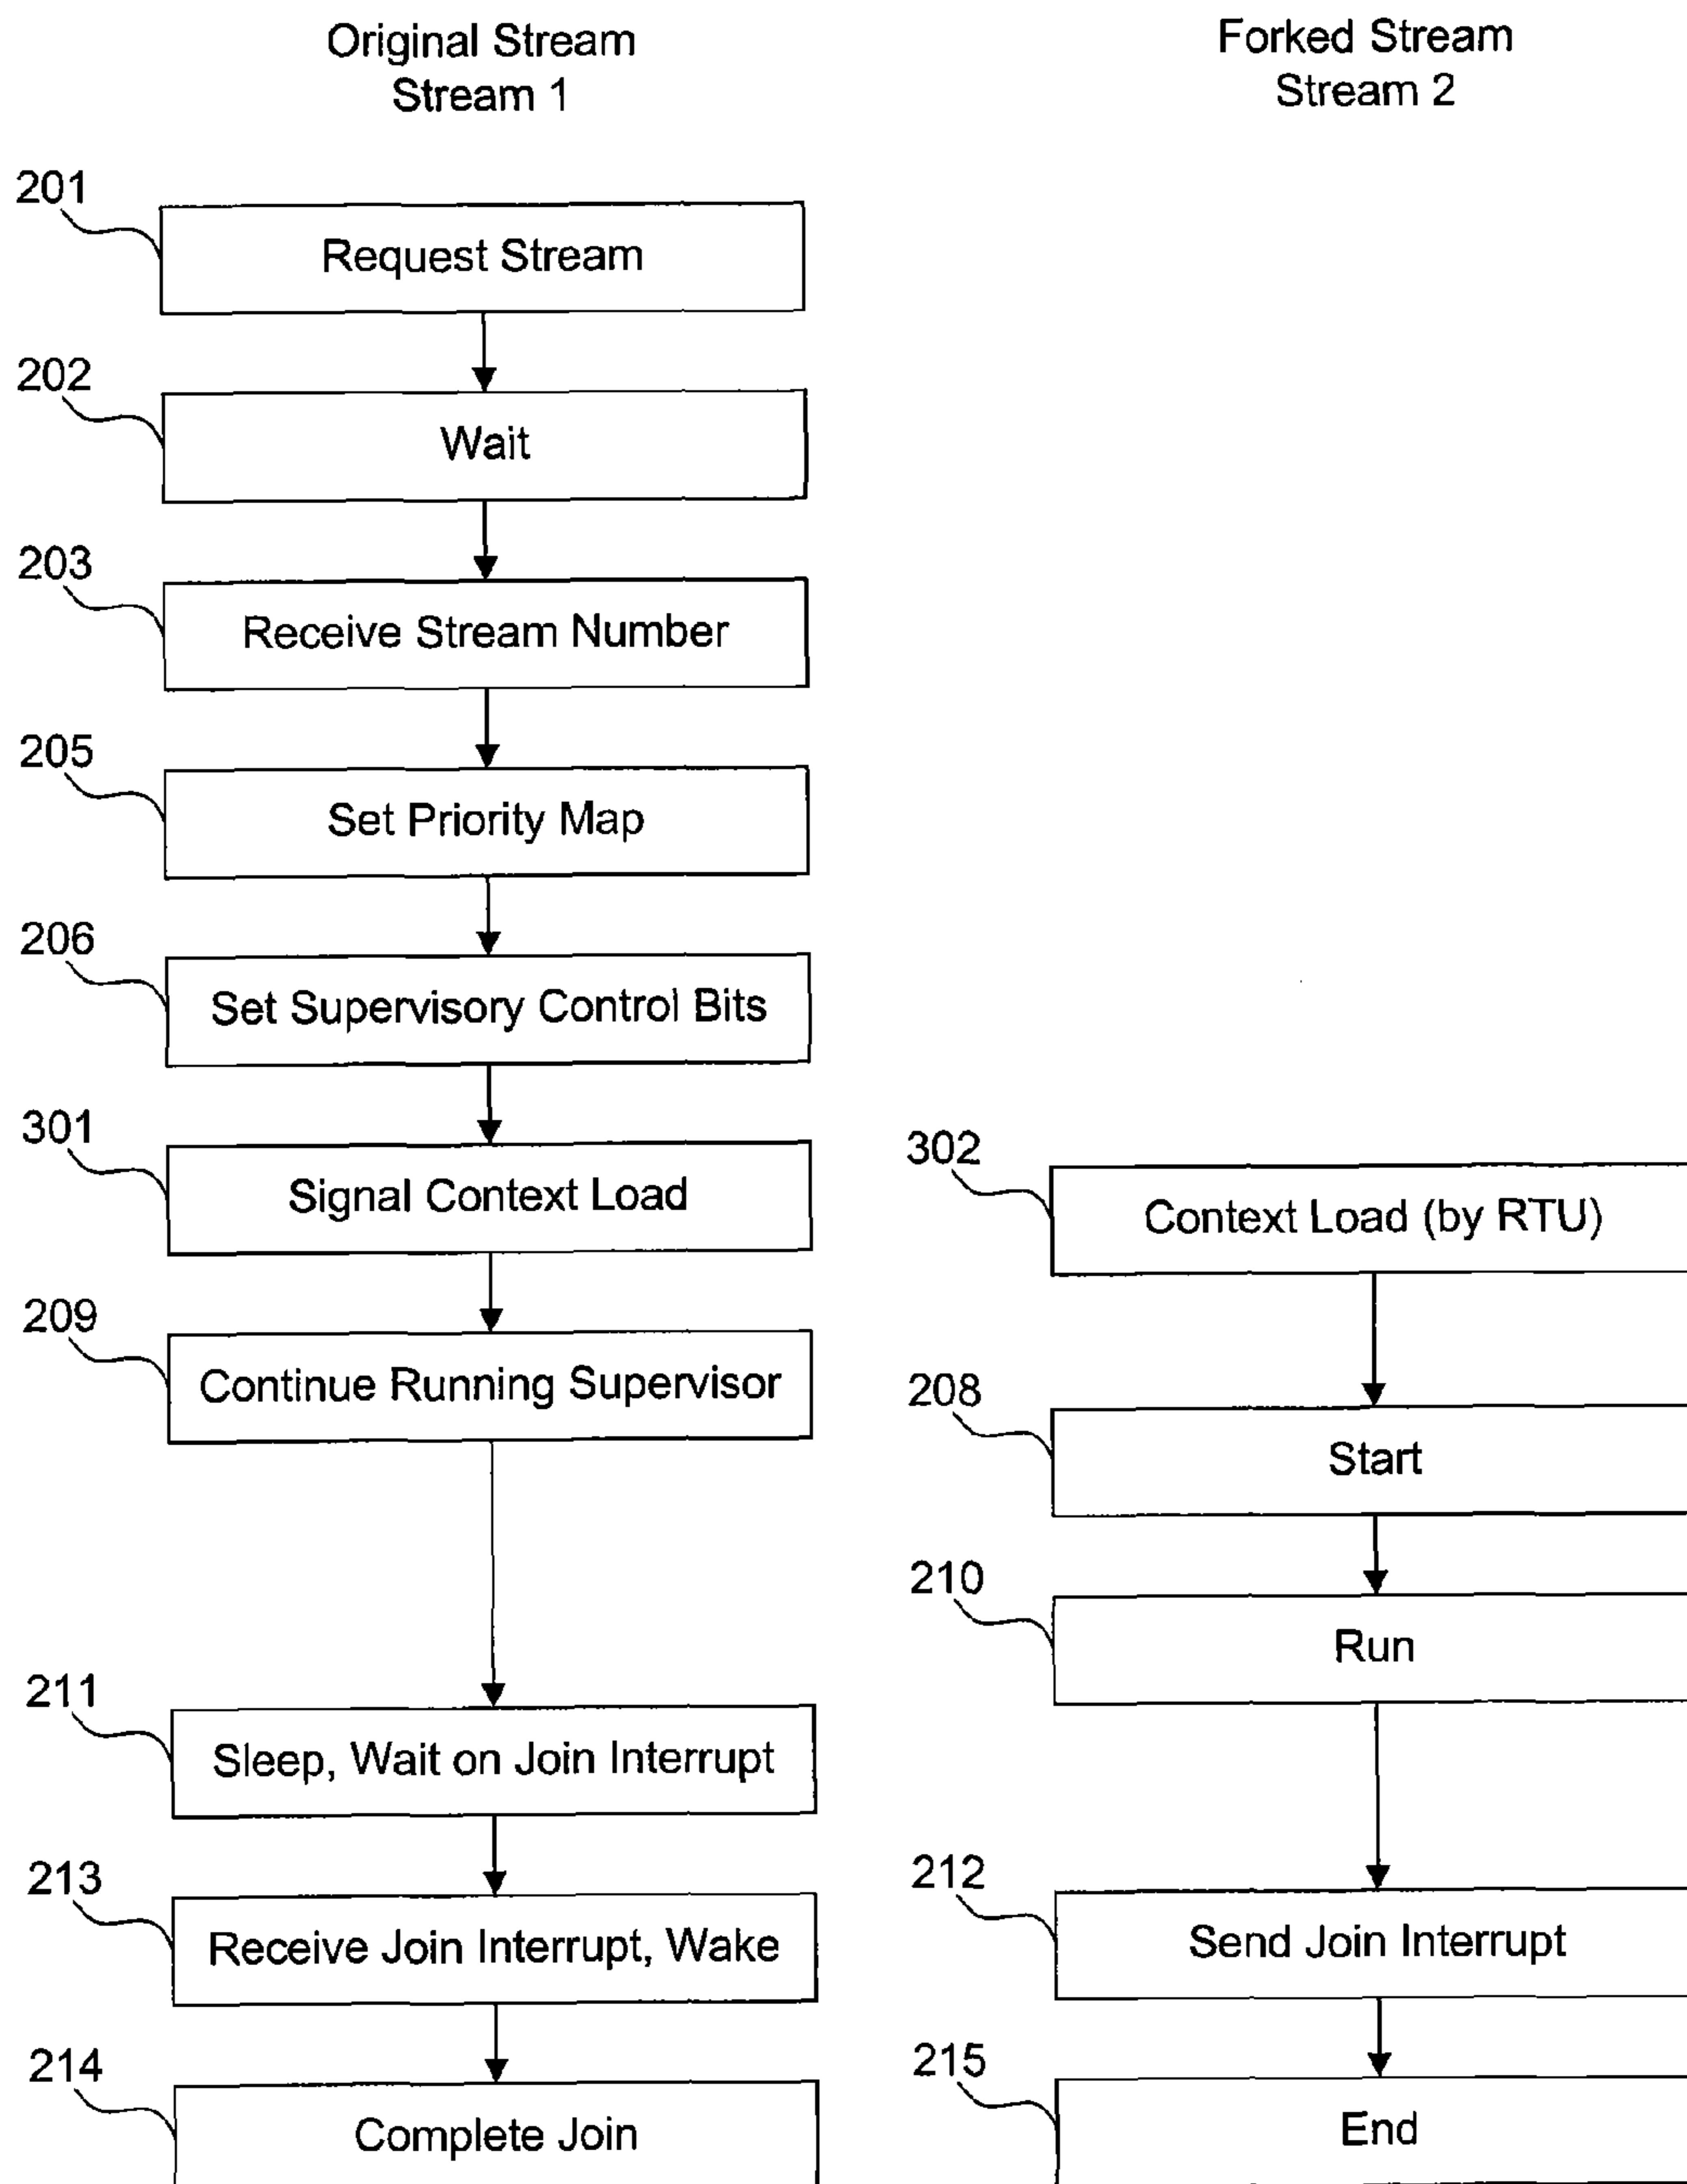 Original Stream
Stream 1
Forked Stream
Stream 2
201
Request Stream
202
Wait
203
Receive Stream Number
205
Set Priority Map
206
Set Supervisory Control Bits
301
Signal Context Load
302
Context Load (by RTU)
209
Continue Running Supervisor
208
Start
210
Run
211
Sleep, Wait on Join Interrupt
213
Receive Join Interrupt, Wake
212
Send Join Interrupt
214
Complete Join
215
End